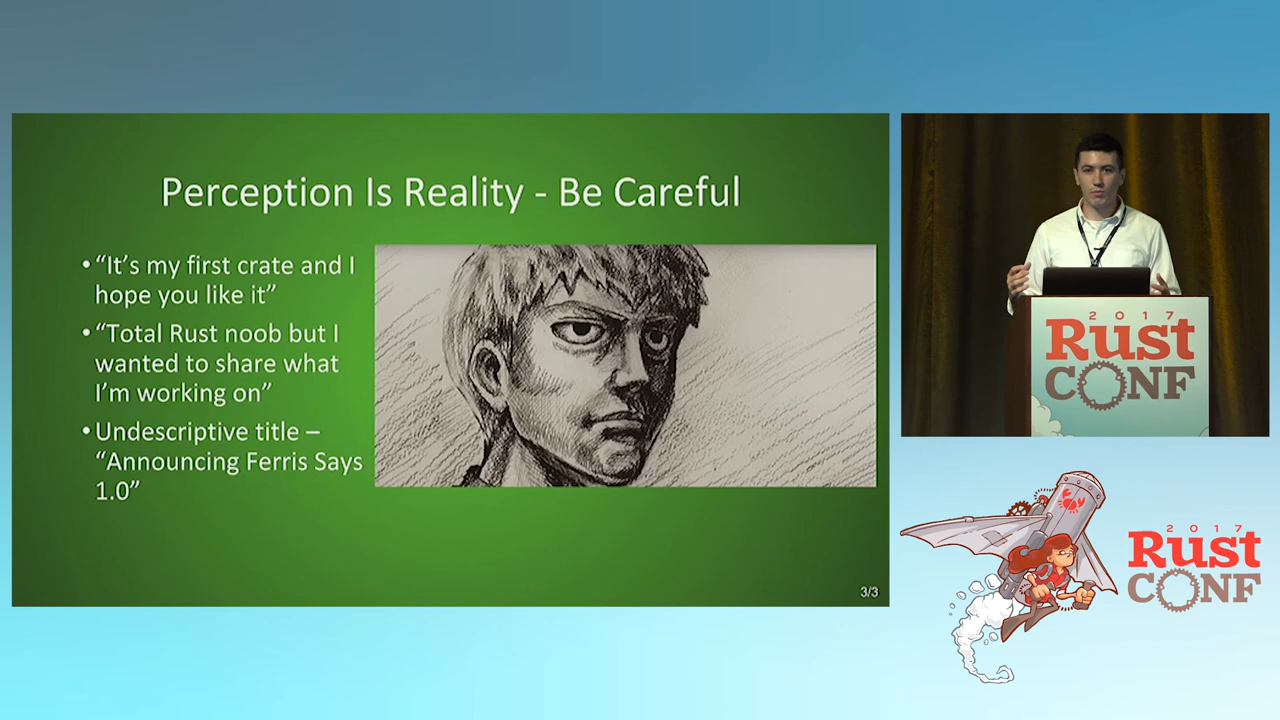 Perception Is Reality - Be Careful
• “It’s my first crate and I
hope you like it”
• “Total Rust noob but I
wanted to share what
I’m working on”
• Undescriptive title –
“Announcing Ferris Says
1.0”
3/3
2017
Rust
CONF
2017
Rust
CONF